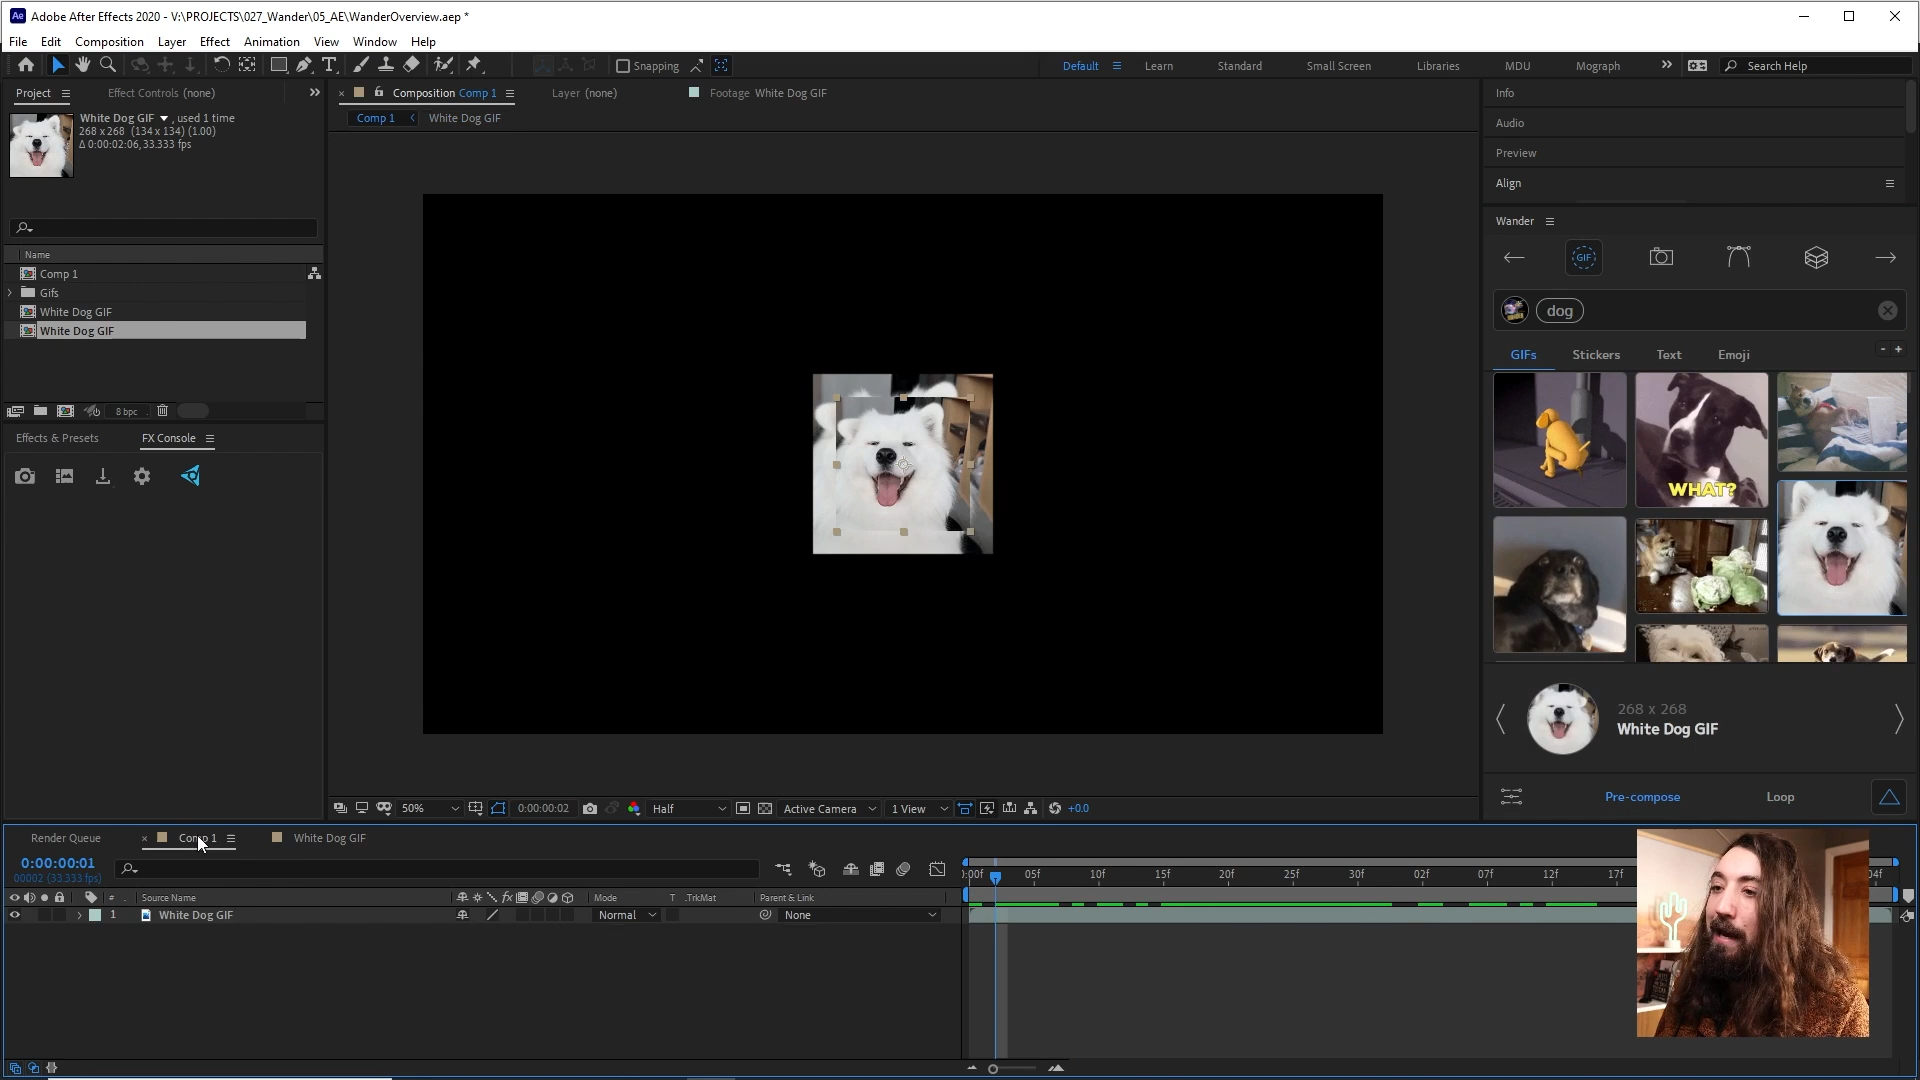 Ae Adobe After Effects 2020 - V:\PROJECTS\027_Wander\05_AE\WanderOverview.aep *
File Edit Composition Layer Effect Animation View Window Help
Snapping
Default Learn Standard Small Screen Libraries MDU Mograph Search Help
Project Effect Controls (none)
White Dog GIF , used 1 time
268 x 268 (134 x 134) (1.00)
Δ 0:00:02:06, 33.333 fps
Name
Comp 1
Gifs
White Dog GIF
White Dog GIF
8 bpc
Effects & Presets FX Console
Composition Comp 1 Layer (none) Footage White Dog GIF
Comp 1 White Dog GIF
50% 0:00:00:02 Half Active Camera 1 View +0.0
Info
Audio
Preview
Align
Wander
GIF
dog
GIFs Stickers Text Emoji - +
WHAT?
268 x 268
White Dog GIF
Pre-compose Loop
Render Queue Comp 1 White Dog GIF
0:00:00:01
00002 (33.333 fps)
# Source Name fx Mode T .TrkMat Parent & Link
1 White Dog GIF Normal None
:00f 05f 10f 15f 20f 25f 30f 02f 07f 12f 17f 04f